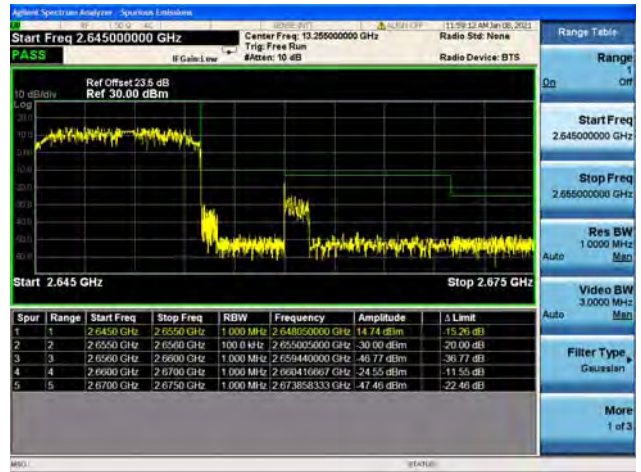 Agilent Spectrum Analyzer - Spurious Emissions
RF 50 Ω AC SENSE:INT ALIGN OFF 11:59:12 AM Jan 08, 2021
Start Freq 2.645000000 GHz
Center Freq: 13.255000000 GHz
Radio Std: None
Trig: Free Run
PASS
IFGain:Low
#Atten: 10 dB
Radio Device: BTS
Ref Offset 23.5 dB
10 dB/div Ref 30.00 dBm
Log
Start 2.645 GHz Stop 2.675 GHz
Spur Range Start Freq Stop Freq RBW Frequency Amplitude Δ Limit
1 1 2.6450 GHz 2.6550 GHz 1.000 MHz 2.648050000 GHz 14.74 dBm -15.26 dB
2 2 2.6550 GHz 2.6560 GHz 100.0 kHz 2.655005000 GHz -30.00 dBm -20.00 dB
3 3 2.6560 GHz 2.6600 GHz 1.000 MHz 2.659440000 GHz -46.77 dBm -36.77 dB
4 4 2.6600 GHz 2.6700 GHz 1.000 MHz 2.660416667 GHz -24.55 dBm -11.55 dB
5 5 2.6700 GHz 2.6750 GHz 1.000 MHz 2.673858333 GHz -47.46 dBm -22.46 dB
MSG STATUS
Range Table
Range
1
On Off
Start Freq
2.645000000 GHz
Stop Freq
2.655000000 GHz
Res BW
1.0000 MHz
Auto Man
Video BW
3.0000 MHz
Auto Man
Filter Type
Gaussian
More
1 of 3